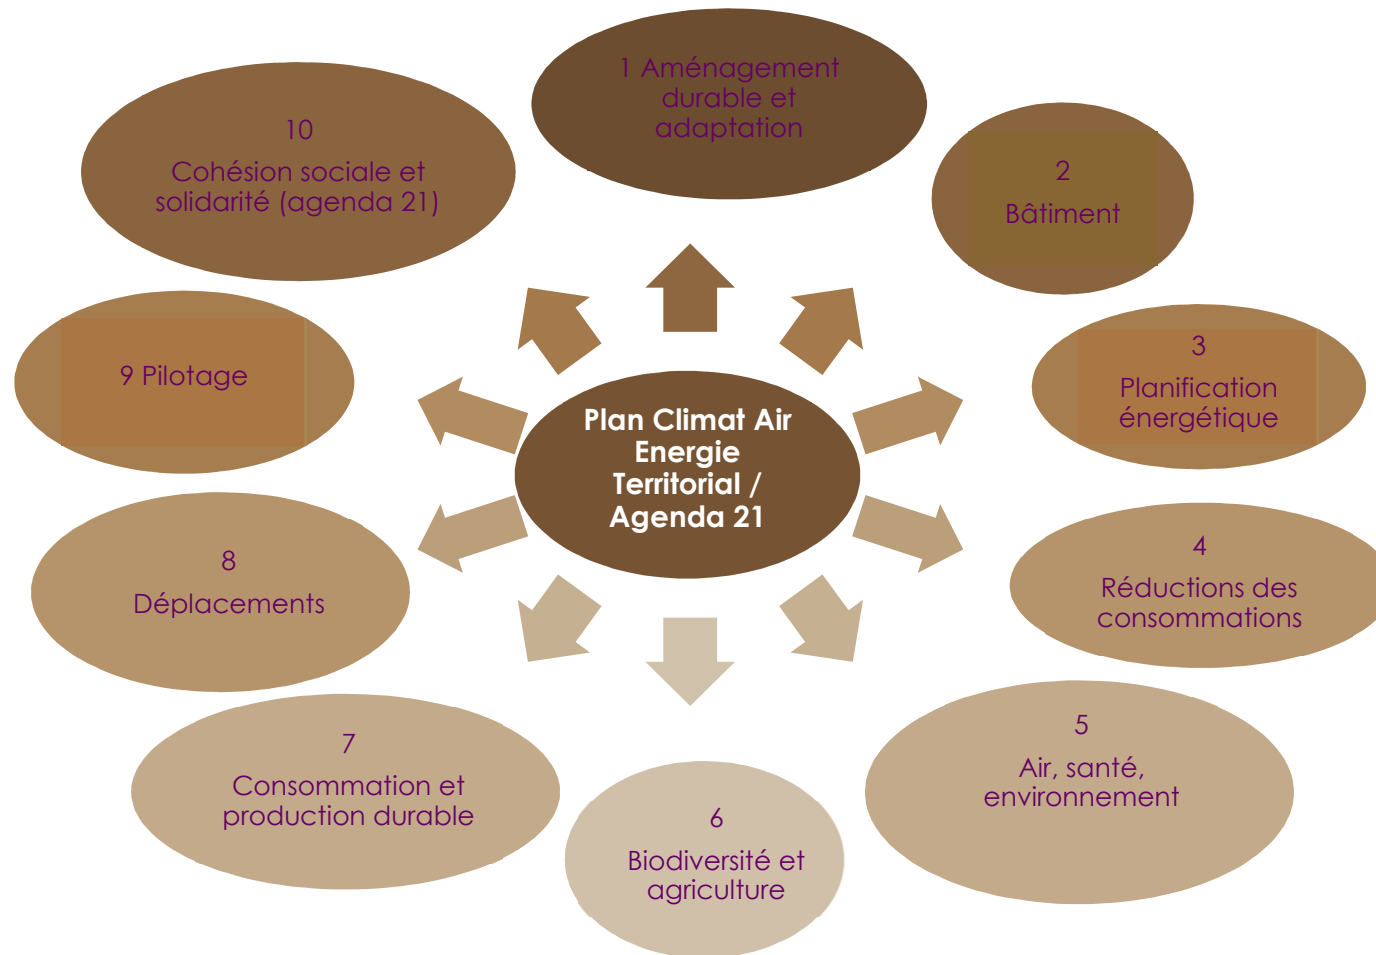 1 Aménagement
durable et
adaptation
2
Bâtiment
3
Planification
énergétique
4
Réductions des
consommations
5
Air, santé,
environnement
6
Biodiversité et
agriculture
7
Consommation et
production durable
8
Déplacements
9 Pilotage
10
Cohésion sociale et
solidarité (agenda 21)
Plan Climat Air
Energie
Territorial /
Agenda 21